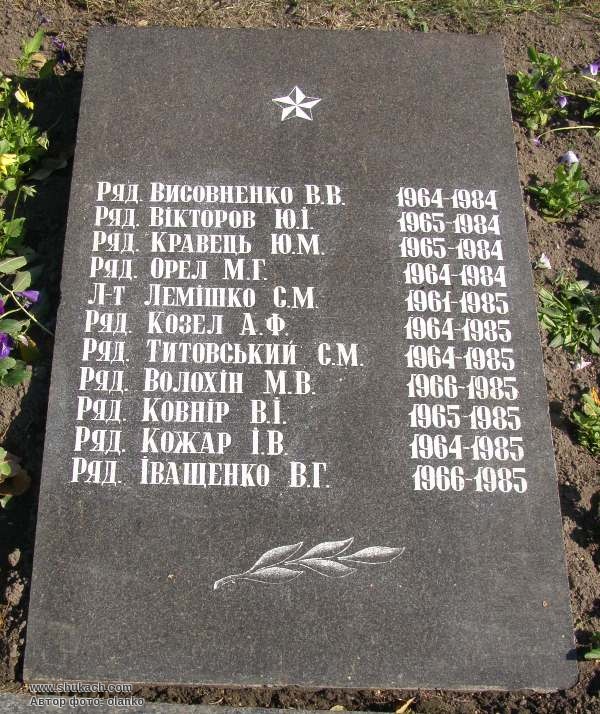 Ряд. Висовненко В.В. 1964-1984
Ряд. Вікторов Ю.І. 1965-1984
Ряд. Кравець Ю.М. 1965-1984
Ряд. Орел М.Г. 1964-1984
Л-т Лемішко С.М. 1961-1985
Ряд. Козел А.Ф. 1964-1985
Ряд. Титовський С.М. 1964-1985
Ряд. Волохін М.В. 1966-1985
Ряд. Ковнір В.І. 1965-1985
Ряд. Кожар І.В. 1964-1985
Ряд. Іващенко В.Г. 1966-1985
www.shukach.com
Автор фото: olanko